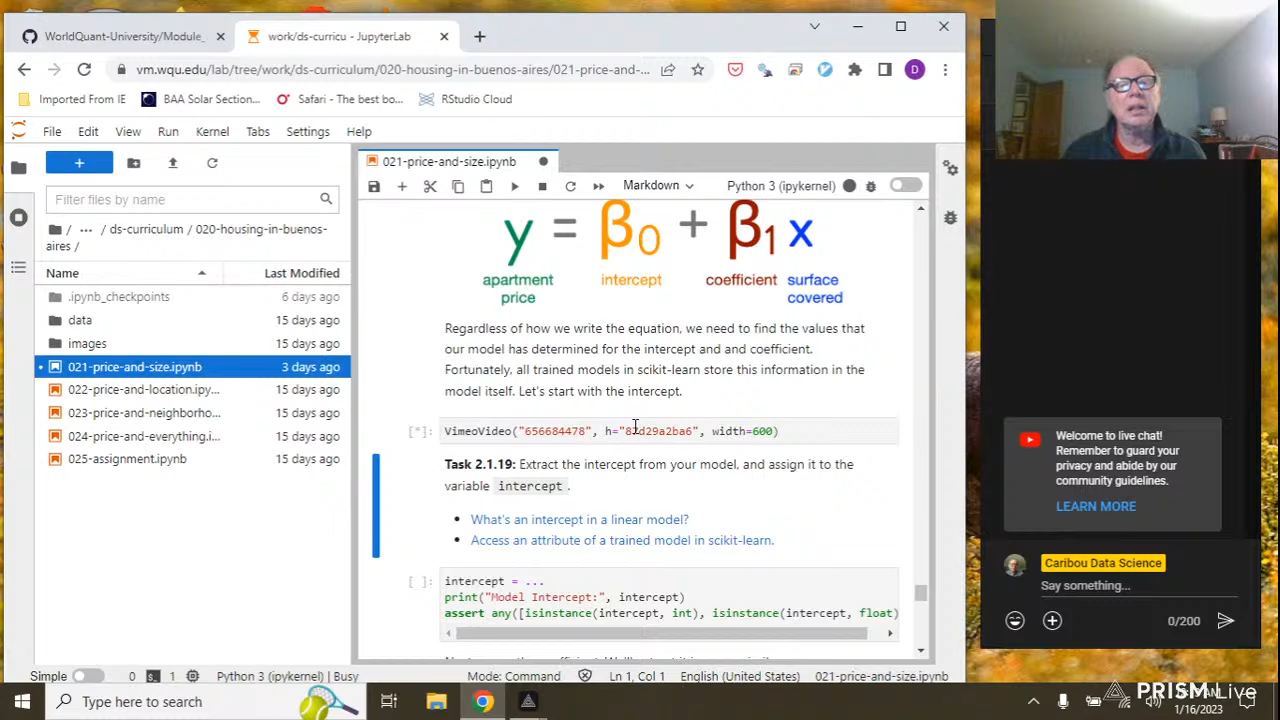 WorldQuant-University/Module_
work/ds-curricu - JupyterLab
vm.wqu.edu/lab/tree/work/ds-curriculum/020-housing-in-buenos-aires/021-price-and-...
D
Imported From IE
BAA Solar Section...
Safari - The best bo...
RStudio Cloud
File Edit View Run Kernel Tabs Settings Help
021-price-and-size.ipynb
Markdown
Python 3 (ipykernel)
Filter files by name
/ ... / ds-curriculum / 020-housing-in-buenos-
aires /
Name
Last Modified
.ipynb_checkpoints 6 days ago
data 15 days ago
images 15 days ago
021-price-and-size.ipynb 3 days ago
022-price-and-location.ipy... 15 days ago
023-price-and-neighborho... 15 days ago
024-price-and-everything.i... 15 days ago
025-assignment.ipynb 15 days ago
y = β0 + β1 x
apartment price
intercept
coefficient
surface covered
Regardless of how we write the equation, we need to find the values that
our model has determined for the intercept and and coefficient.
Fortunately, all trained models in scikit-learn store this information in the
model itself. Let's start with the intercept.
[*]: VimeoVideo("656684478", h="87d29a2ba6", width=600)
Task 2.1.19: Extract the intercept from your model, and assign it to the
variable intercept.
• What's an intercept in a linear model?
• Access an attribute of a trained model in scikit-learn.
[ ]: intercept = ...
print("Model Intercept:", intercept)
assert any([isinstance(intercept, int), isinstance(intercept, float)
Simple
0
1
Python 3 (ipykernel) | Busy
Mode: Command
Ln 1, Col 1
English (United States)
021-price-and-size.ipynb
Welcome to live chat!
Remember to guard your
privacy and abide by our
community guidelines.
LEARN MORE
Caribou Data Science
Say something...
0/200
Type here to search
PRISM Live
1/16/2023